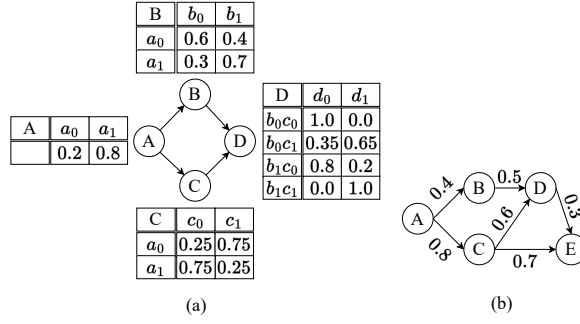 B b₀ b₁
a₀ 0.6 0.4
a₁ 0.3 0.7
A a₀ a₁
0.2 0.8
A
B
C
D
D d₀ d₁
b₀c₀ 1.0 0.0
b₀c₁ 0.35 0.65
b₁c₀ 0.8 0.2
b₁c₁ 0.0 1.0
C c₀ c₁
a₀ 0.25 0.75
a₁ 0.75 0.25
(a)
A
B
C
D
E
0.4
0.5
0.8
0.6
0.3
0.7
(b)